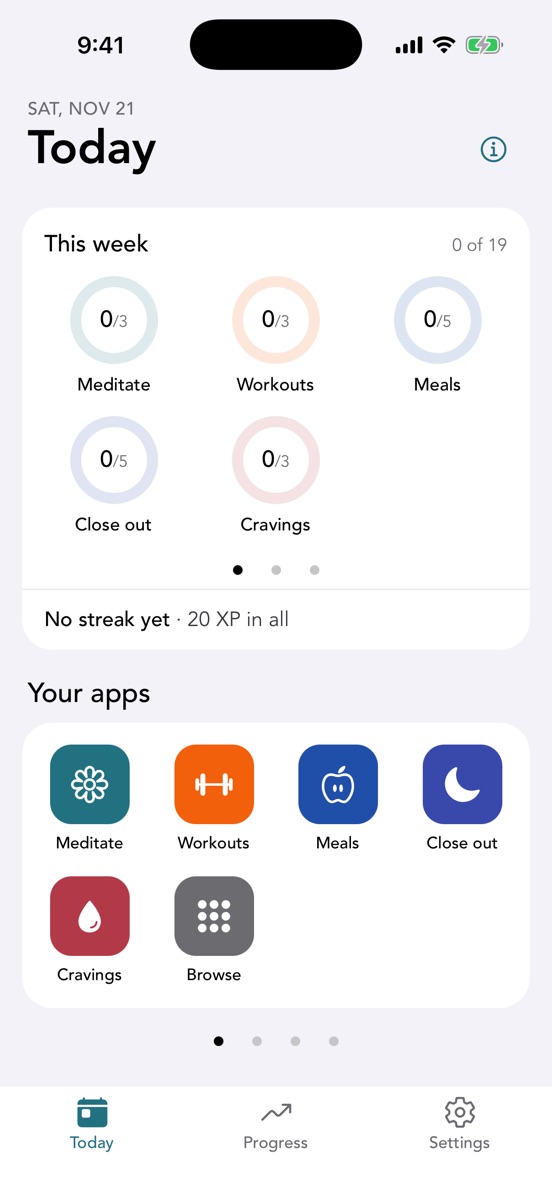 9:41
SAT, NOV 21
Today
This week
0 of 19
0/3
0/3
0/5
Meditate
Workouts
Meals
0/5
0/3
Close out
Cravings
No streak yet · 20 XP in all
Your apps
Meditate
Workouts
Meals
Close out
Cravings
Browse
Today
Progress
Settings